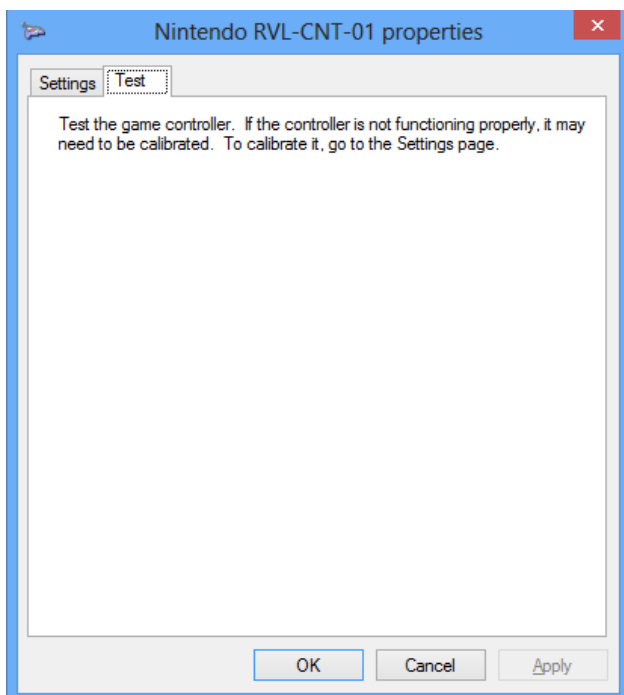 Nintendo RVL-CNT-01 properties
Settings
Test
Test the game controller.  If the controller is not functioning properly, it may
need to be calibrated.  To calibrate it, go to the Settings page.
OK
Cancel
Apply